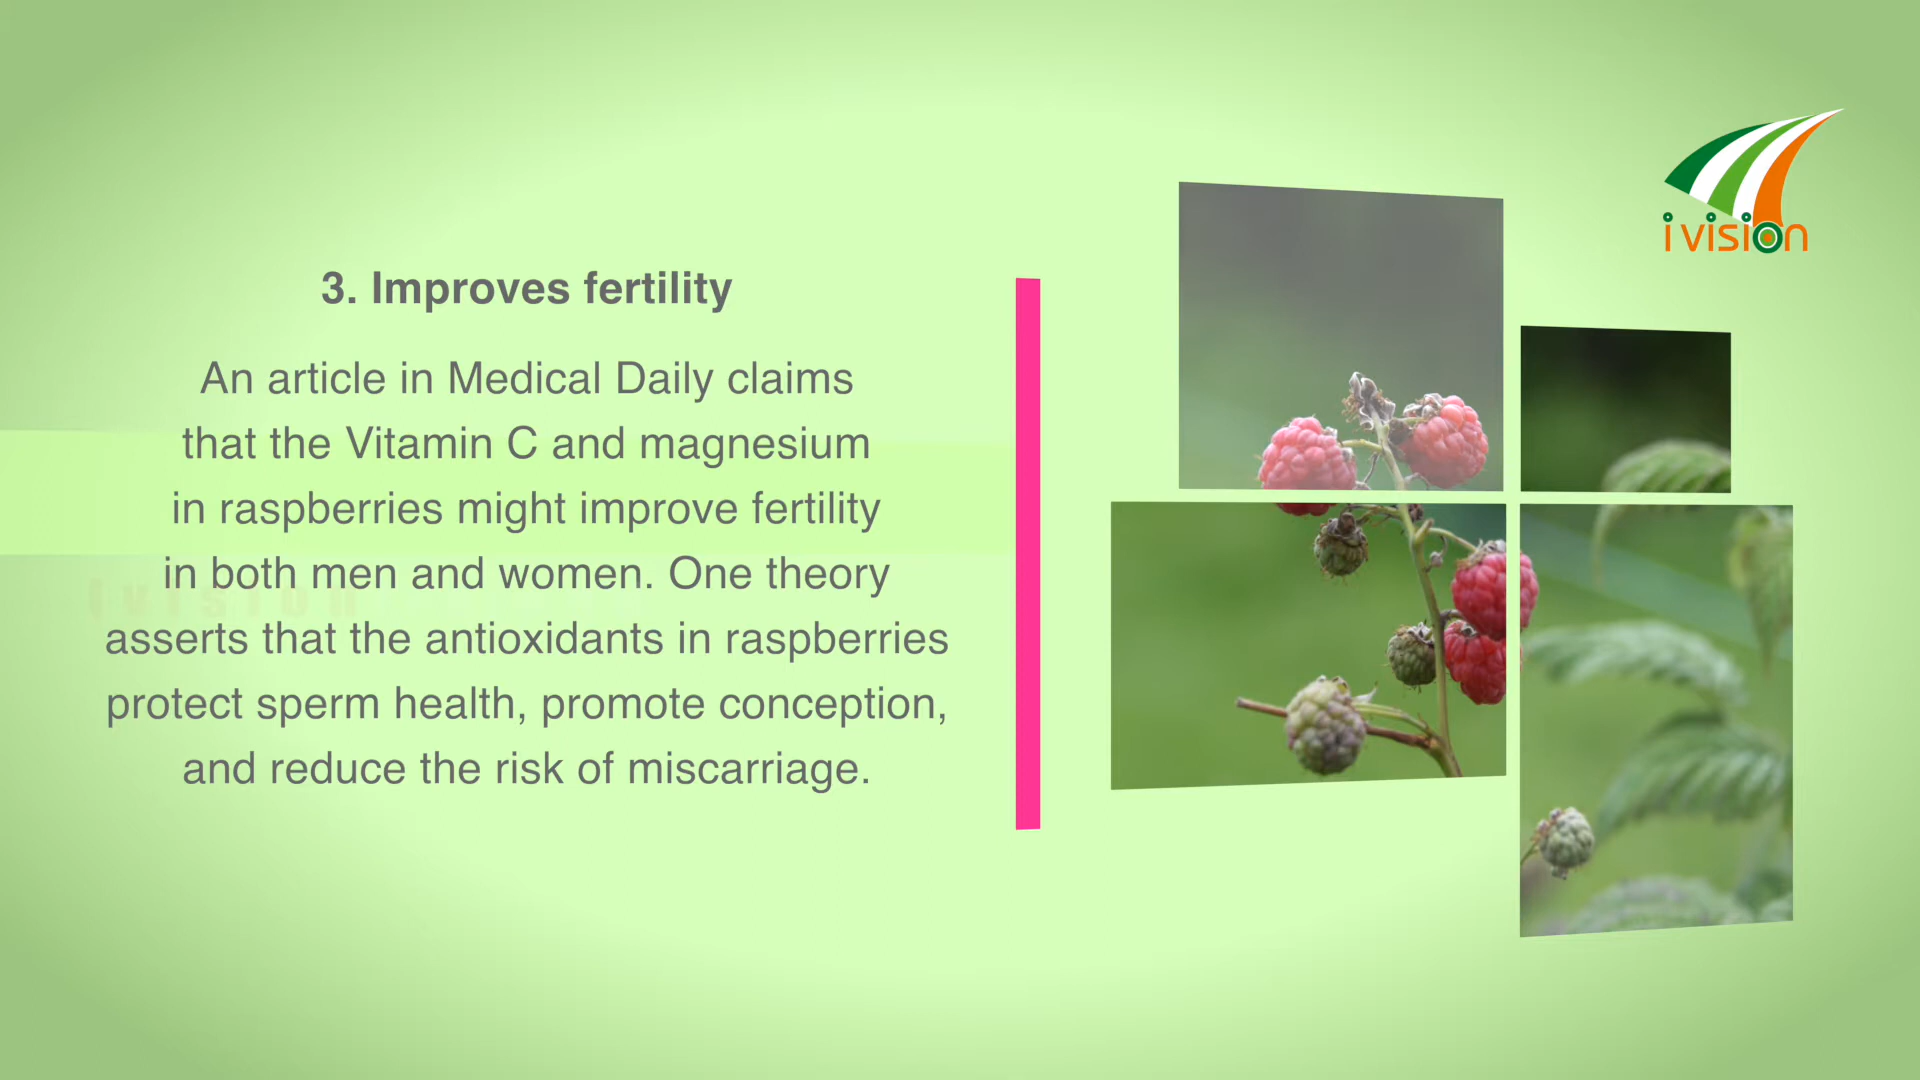 3. Improves fertility
An article in Medical Daily claims
that the Vitamin C and magnesium
in raspberries might improve fertility
in both men and women. One theory
asserts that the antioxidants in raspberries
protect sperm health, promote conception,
and reduce the risk of miscarriage.
i vision
ivision